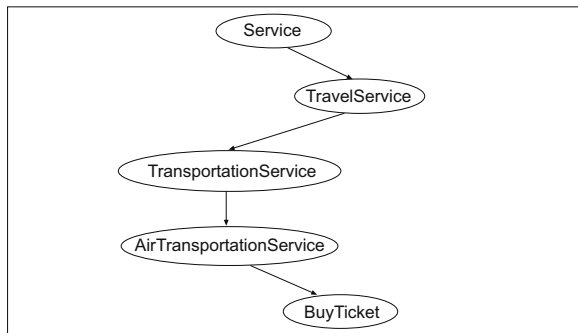 Service
TravelService
TransportationService
AirTransportationService
BuyTicket